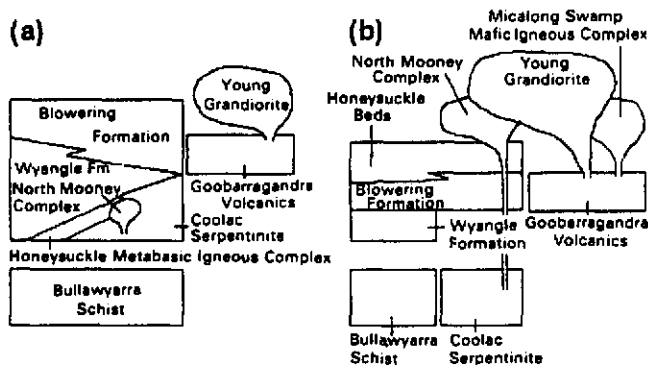 (a)
Young
Grandiorite
Blowering
Formation
Wyangle Fm
North Mooney
Complex
Goobarragandra
Volcanics
Coolac
Serpentinite
Honeysuckle Metabasic Igneous Complex
Bullawyarra
Schist
(b)
Micalong Swamp
Mafic Igneous Complex
North Mooney
Complex
Young
Grandiorite
Honeysuckle
Beds
Blowering
Formation
Wyangle
Formation
Goobarragandra
Volcanics
Bullawyarra
Schist
Coolac
Serpentinite